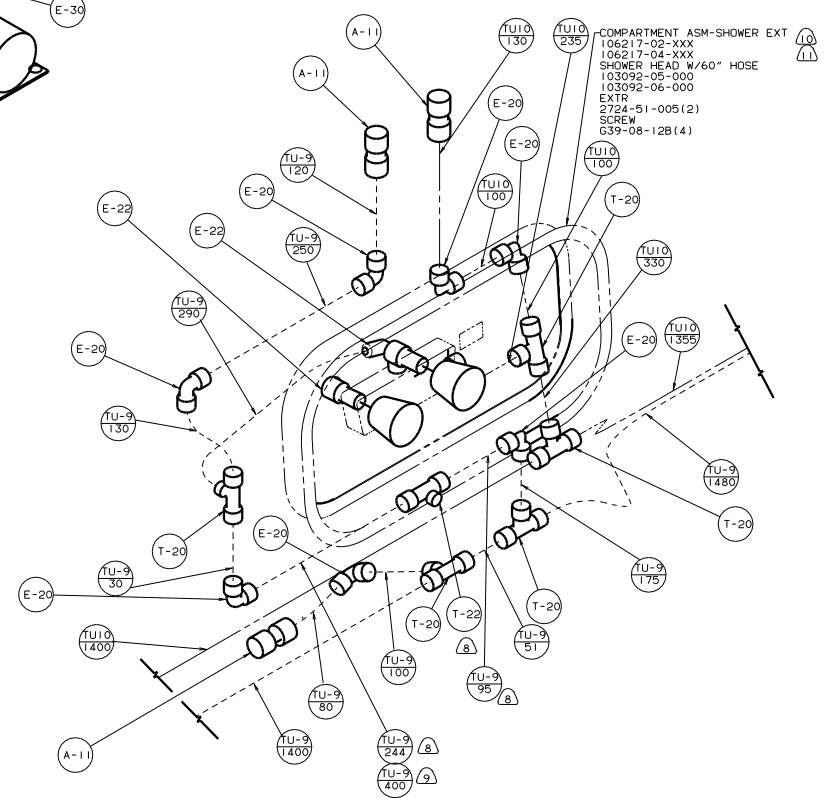 E-30
A-11
TU10
130
TU10
235
COMPARTMENT ASM-SHOWER EXT
10
106217-02-XXX
106217-04-XXX
11
SHOWER HEAD W/60" HOSE
103092-05-000
103092-06-000
EXTR
2724-51-005(2)
SCREW
G39-08-12B(4)
A-11
E-20
E-20
TU10
100
TU-9
120
E-20
TU10
100
T-20
E-22
E-22
TU-9
250
TU10
330
TU-9
290
E-20
TU10
1355
E-20
TU-9
130
TU-9
1480
T-20
T-20
E-20
TU-9
175
TU-9
30
E-20
T-20
T-22
T-20
8
TU10
1400
TU-9
51
TU-9
100
TU-9
95
8
TU-9
80
A-11
TU-9
1400
TU-9
244
8
TU-9
400
9